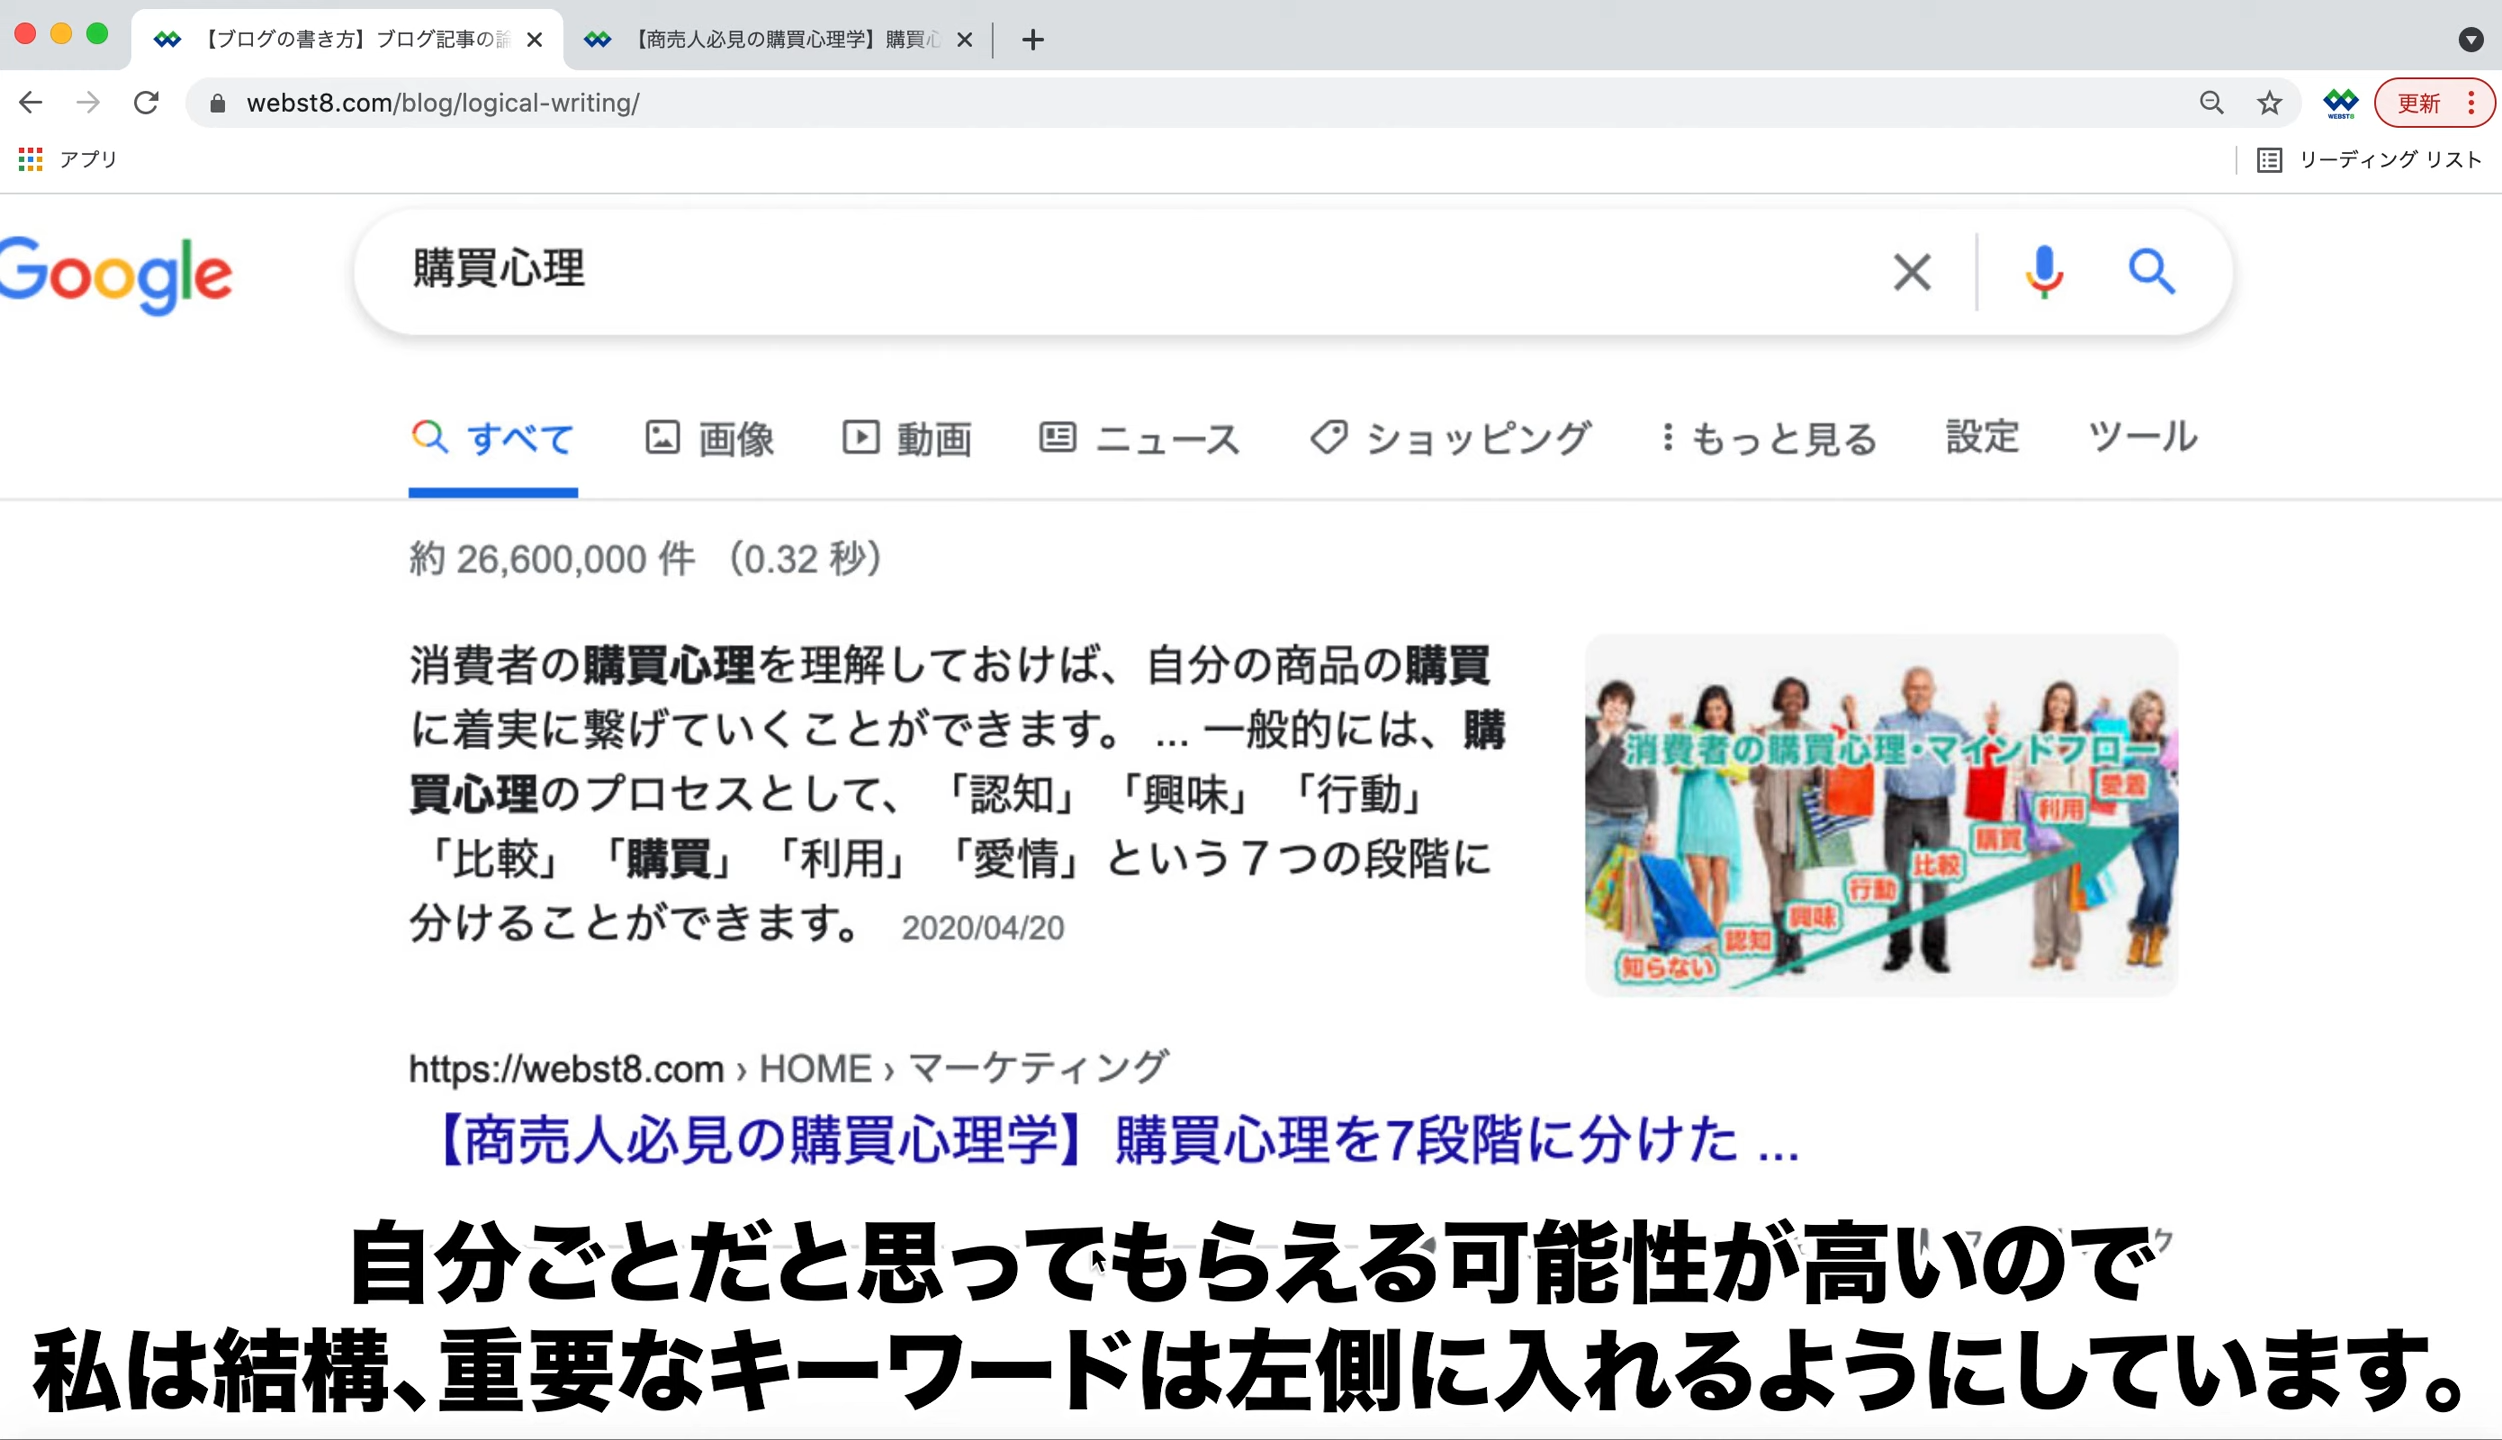 【ブログの書き方】ブログ記事の論
【商売人必見の購買心理学】購買心
webst8.com/blog/logical-writing/
WEBST8
更新
アプリ
リーディング リスト
Google
購買心理
すべて
画像
動画
ニュース
ショッピング
もっと見る
設定
ツール
約 26,600,000 件 （0.32 秒）
消費者の購買心理を理解しておけば、自分の商品の購買
に着実に繋げていくことができます。 ... 一般的には、購
買心理のプロセスとして、「認知」「興味」「行動」
「比較」「購買」「利用」「愛情」という７つの段階に
分けることができます。 2020/04/20
消費者の購買心理・マインドフロー
愛着
利用
購買
比較
行動
興味
認知
知らない
https://webst8.com › HOME › マーケティング
【商売人必見の購買心理学】購買心理を7段階に分けた ...
自分ごとだと思ってもらえる可能性が高いので
私は結構、重要なキーワードは左側に入れるようにしています。